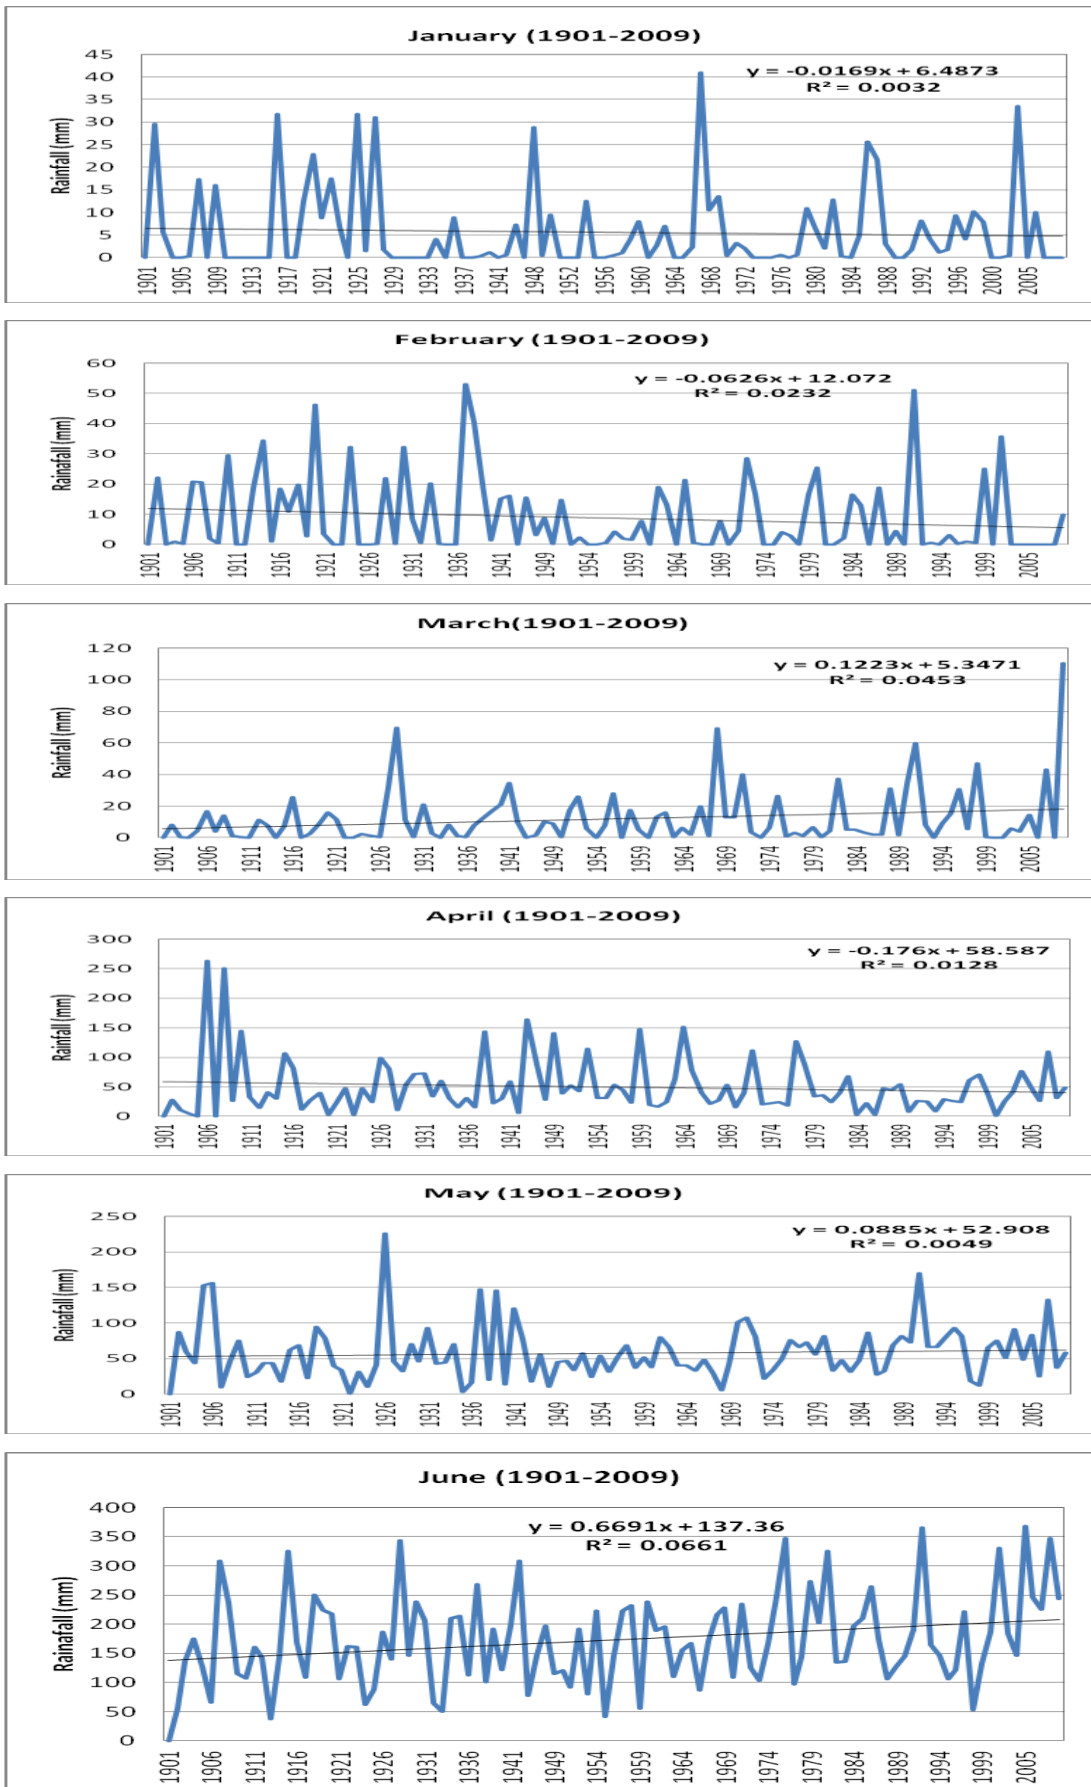 January (1901-2009)
y = -0.0169x + 6.4873
R² = 0.0032
Rainfall (mm)
45
40
35
30
25
20
15
10
5
0
1901 1905 1909 1913 1917 1921 1925 1929 1933 1936 1940 1944 1948 1952 1956 1960 1964 1968 1972 1976 1980 1984 1988 1992 1996 2000 2005
February (1901-2009)
y = -0.0626x + 12.072
R² = 0.0232
Rainafall (mm)
60
50
40
30
20
10
0
1901 1906 1911 1916 1921 1926 1931 1936 1944 1949 1954 1959 1964 1969 1974 1979 1984 1989 1994 1999 2005
March(1901-2009)
y = 0.1223x + 5.3471
R² = 0.0453
Rainfall (mm)
120
100
80
60
40
20
0
1901 1906 1911 1916 1921 1926 1931 1936 1941 1949 1954 1959 1964 1969 1974 1979 1984 1989 1994 1999 2005
April (1901-2009)
y = -0.176x + 58.587
R² = 0.0128
Rainfall (mm)
300
250
200
150
100
50
0
1901 1906 1911 1916 1921 1926 1931 1936 1941 1949 1954 1959 1964 1969 1974 1979 1984 1989 1994 1999 2005
May (1901-2009)
y = 0.0885x + 52.908
R² = 0.0049
Rainafall (mm)
250
200
150
100
50
0
1901 1906 1911 1916 1921 1926 1931 1936 1941 1949 1954 1959 1964 1969 1974 1979 1984 1989 1994 1999 2005
June (1901-2009)
y = 0.6691x + 137.36
R² = 0.0661
Rainafall (mm)
400
350
300
250
200
150
100
50
0
1901 1906 1911 1916 1921 1926 1931 1936 1941 1949 1954 1959 1964 1969 1974 1979 1984 1989 1994 1999 2005